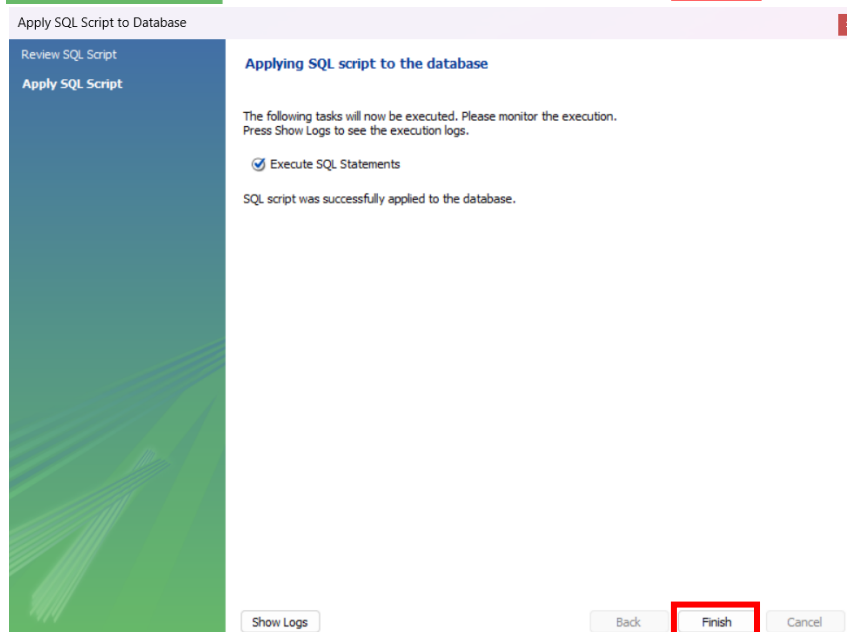 Apply SQL Script to Database
Review SQL Script
Apply SQL Script
Applying SQL script to the database
The following tasks will now be executed. Please monitor the execution.
Press Show Logs to see the execution logs.
Execute SQL Statements
SQL script was successfully applied to the database.
Show Logs
Back
Finish
Cancel